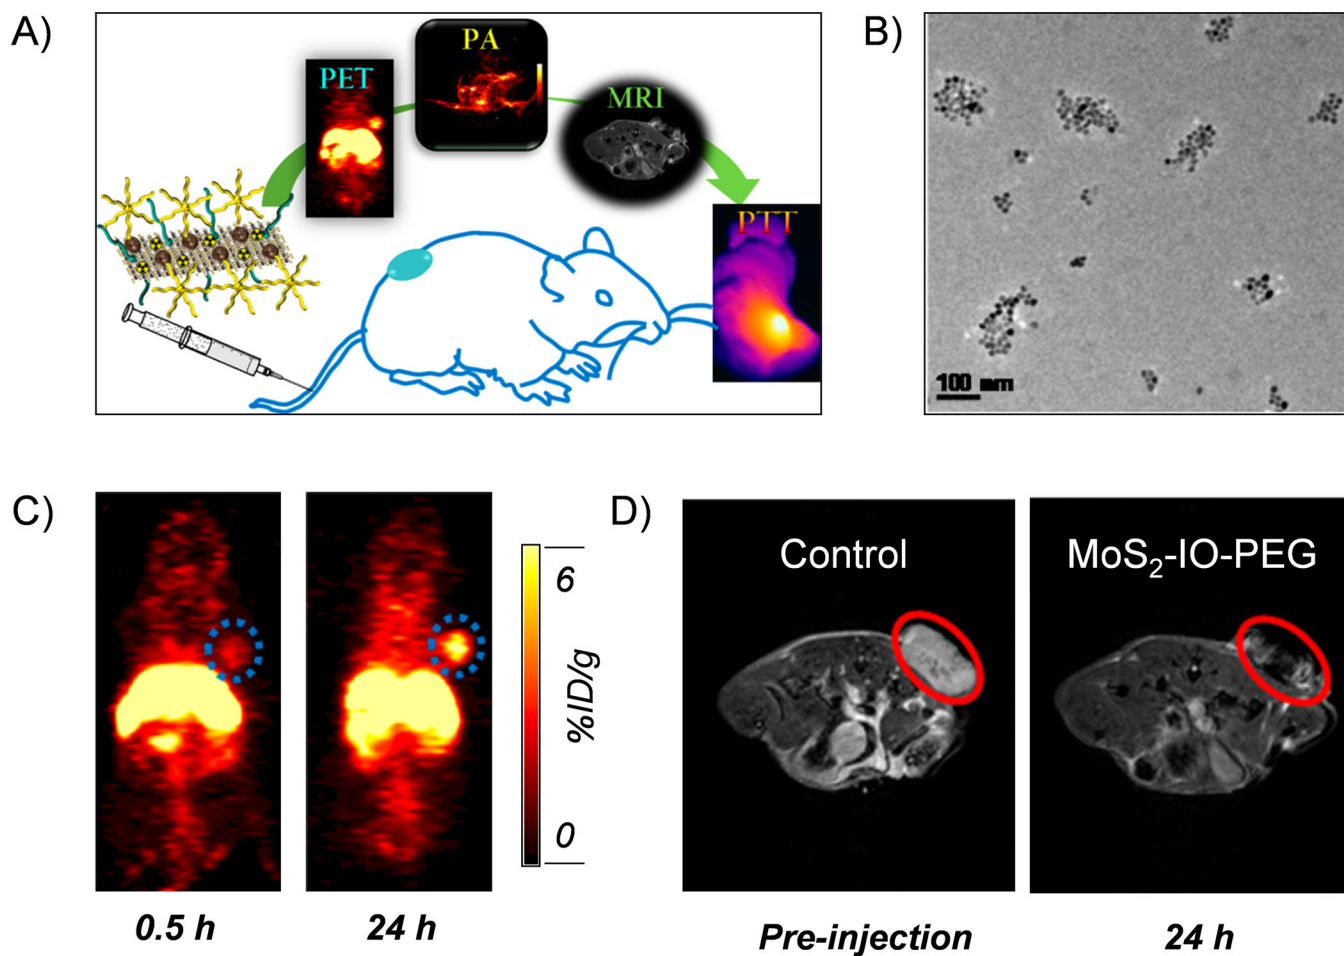 A)
PET
PA
MRI
PTT
B)
100 nm
C)
6
%ID/g
0
0.5 h
24 h
D)
Control
MoS₂-IO-PEG
Pre-injection
24 h